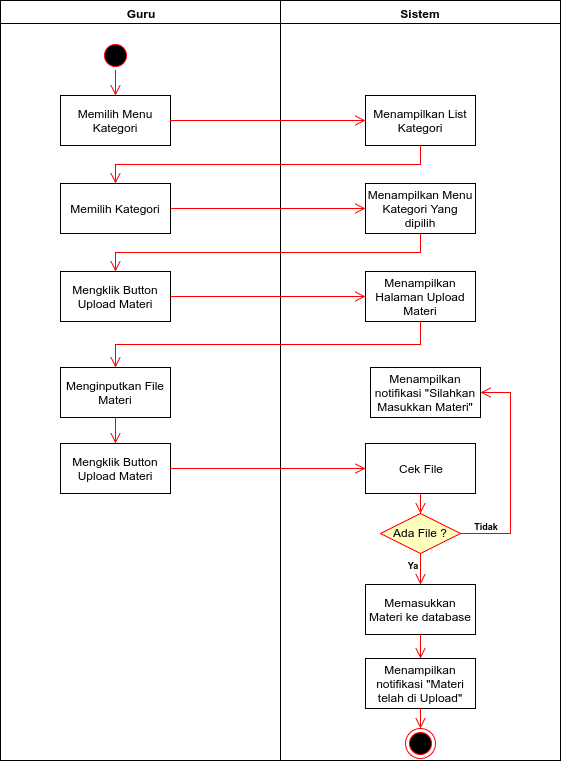 Guru
Sistem
Memilih Menu
Kategori
Menampilkan List
Kategori
Memilih Kategori
Menampilkan Menu
Kategori Yang
dipilih
Mengklik Button
Upload Materi
Menampilkan
Halaman Upload
Materi
Menginputkan File
Materi
Menampilkan
notifikasi "Silahkan
Masukkan Materi"
Mengklik Button
Upload Materi
Cek File
Ada File ?
Tidak
Ya
Memasukkan
Materi ke database
Menampilkan
notifikasi "Materi
telah di Upload"